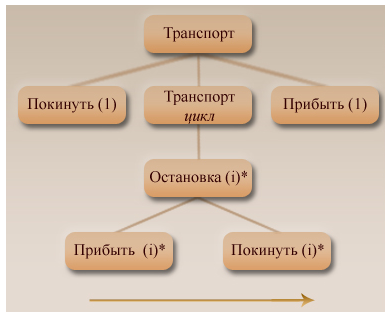 Транспорт
Покинуть (1)
Транспорт
цикл
Прибыть (1)
Остановка (i)*
Прибыть (i)*
Покинуть (i)*